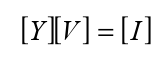 [Y][V] = [I]